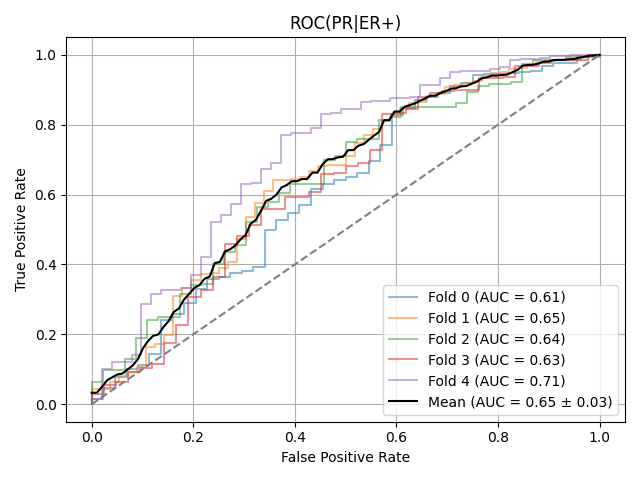 ROC(PR|ER+)
True Positive Rate
1.0
0.8
0.6
0.4
0.2
0.0
Fold 0 (AUC = 0.61)
Fold 1 (AUC = 0.65)
Fold 2 (AUC = 0.64)
Fold 3 (AUC = 0.63)
Fold 4 (AUC = 0.71)
Mean (AUC = 0.65 ± 0.03)
0.0 0.2 0.4 0.6 0.8 1.0
False Positive Rate